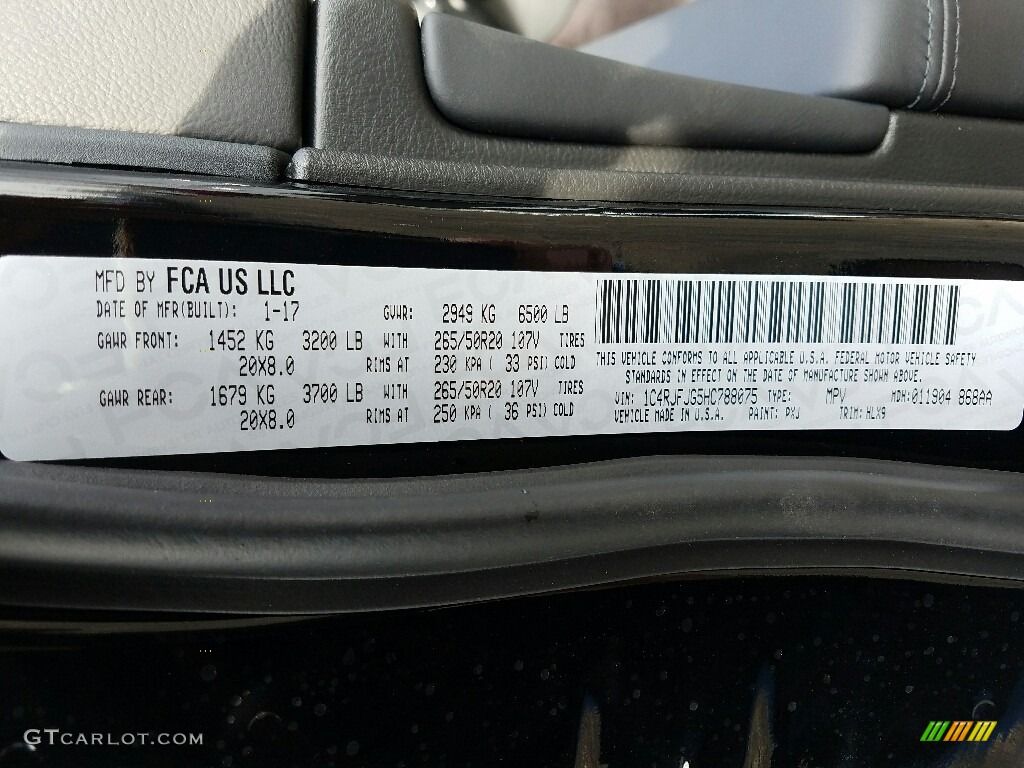 MFD BY FCA US LLC
DATE OF MFR(BUILT): 1-17 GVWR: 2949 KG 6500 LB
GAWR FRONT: 1452 KG 3200 LB WITH 265/50R20 107V TIRES
20X8.0 RIMS AT 230 KPA ( 33 PSI) COLD
GAWR REAR: 1679 KG 3700 LB WITH 265/50R20 107V TIRES
20X8.0 RIMS AT 250 KPA ( 36 PSI) COLD
THIS VEHICLE CONFORMS TO ALL APPLICABLE U.S.A. FEDERAL MOTOR VEHICLE SAFETY
STANDARDS IN EFFECT ON THE DATE OF MANUFACTURE SHOWN ABOVE.
VIN: 1C4RJFJG5HC788075 TYPE: MPV MDH: 011904 868AA
VEHICLE MADE IN U.S.A. PAINT: PXJ TRIM: HLX9
GTCARLOT.COM